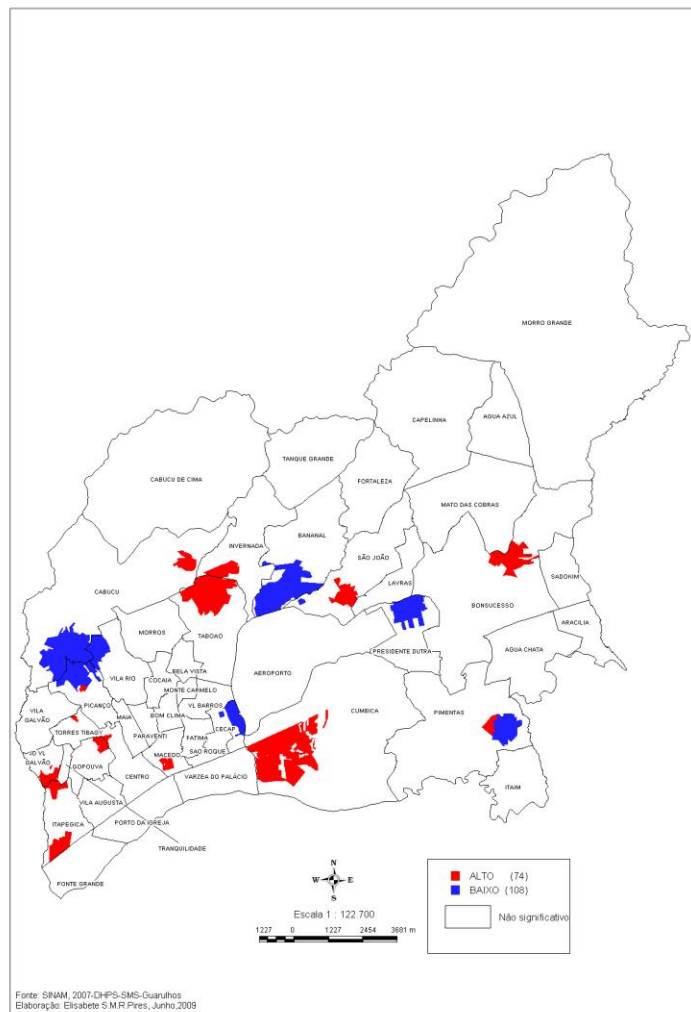 MORRO GRANDE
CAPELINHA
AGUA AZUL
TANQUE GRANDE
CABUCU DE CIMA
FORTALEZA
MATO DAS COBRAS
BANANAL
INVERNADA
SÃO JOÃO
SADOKIM
LAVRAS
CABUCU
BONSUCESSO
ARACILIA
MORROS
TABOAO
PRESIDENTE DUTRA
AGUA CHATA
BELA VISTA
AEROPORTO
VILA RIO
COCAIA
MONTE CARMELO
PICANÇO
VL BARROS
CUMBICA
PIMENTAS
VILA
GALVÃO
MAIA
BOM CLIMA
TORRES TIBAGY
PARAVENTI
FATIMA
CECAP
SAO ROQUE
JD VL
GALVÃO
GOPOUVA
MACEDO
CENTRO
VARZEA DO PALÁCIO
ITAIM
VILA AUGUSTA
ITAPEGICA
PORTO DA IGREJA
TRANQUILIDADE
FONTE GRANDE
N
W E
S
Escala 1 : 122.700
1227 0 1227 2454 3681 m
ALTO (74)
BAIXO (108)
Não significativo
Fonte: SINAM, 2007-DHPS-SMS-Guarulhos
Elaboração: Elisabete S.M.R.Pires, Junho,2009